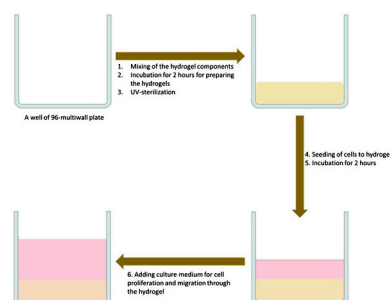 1. Mixing of the hydrogel components
2. Incubation for 2 hours for preparing
the hydrogels
3. UV-sterilization
A well of 96-multiwall plate
4. Seeding of cells to hydroge
5. Incubation for 2 hours
6. Adding culture medium for cell
proliferation and migration through
the hydrogel